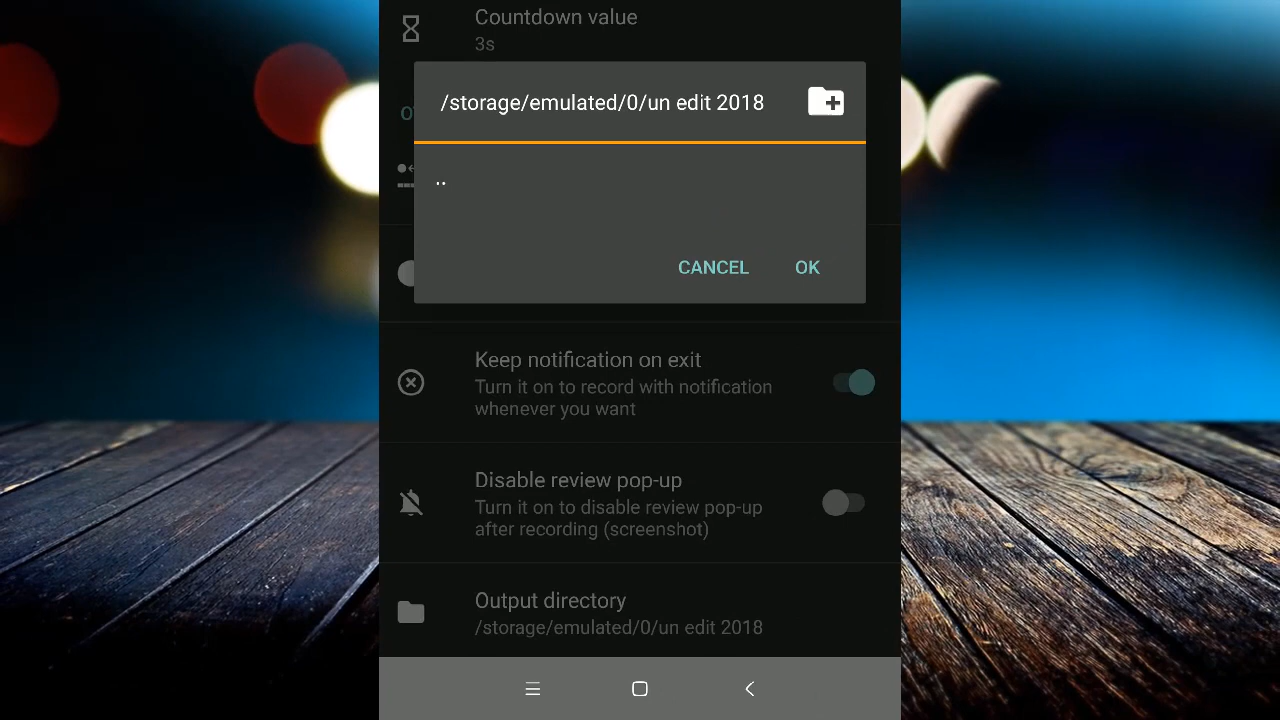 Countdown value
3s
/storage/emulated/0/un edit 2018
..
CANCEL OK
Keep notification on exit
Turn it on to record with notification
whenever you want
Disable review pop-up
Turn it on to disable review pop-up
after recording (screenshot)
Output directory
/storage/emulated/0/un edit 2018